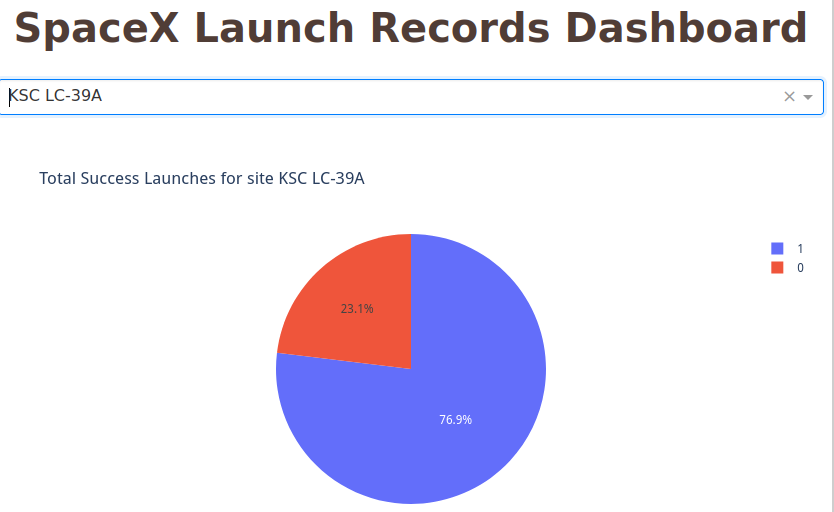 SpaceX Launch Records Dashboard
KSC LC-39A
Total Success Launches for site KSC LC-39A
1
0
23.1%
76.9%